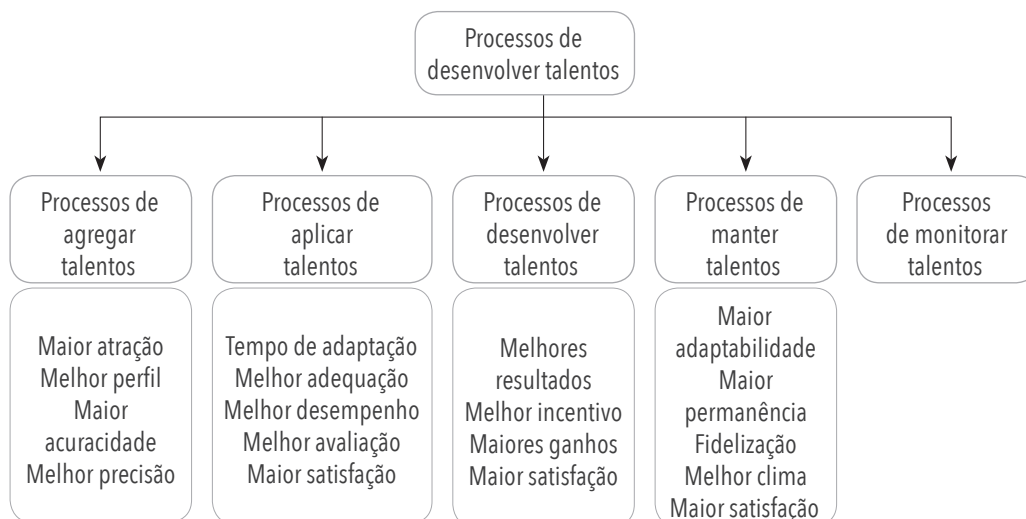 Processos de
desenvolver talentos
Processos de
agregar
talentos
Processos de
aplicar
talentos
Processos de
desenvolver
talentos
Processos de
manter
talentos
Processos
de monitorar
talentos
Maior atração
Melhor perfil
Maior
acuracidade
Melhor precisão
Tempo de adaptação
Melhor adequação
Melhor desempenho
Melhor avaliação
Maior satisfação
Melhores
resultados
Melhor incentivo
Maiores ganhos
Maior satisfação
Maior
adaptabilidade
Maior
permanência
Fidelização
Melhor clima
Maior satisfação